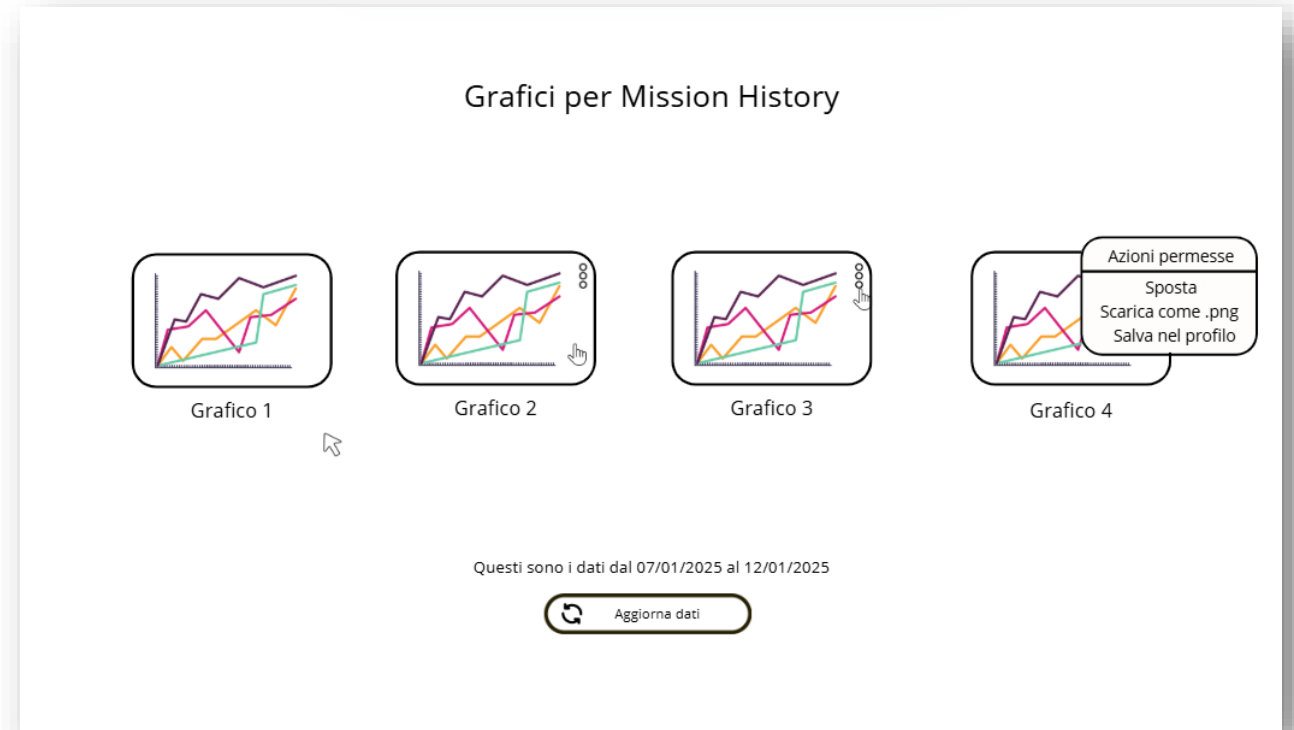 Grafici per Mission History
Grafico 1
Grafico 2
Grafico 3
Azioni permesse
Sposta
Scarica come .png
Salva nel profilo
Grafico 4
Questi sono i dati dal 07/01/2025 al 12/01/2025
Aggiorna dati